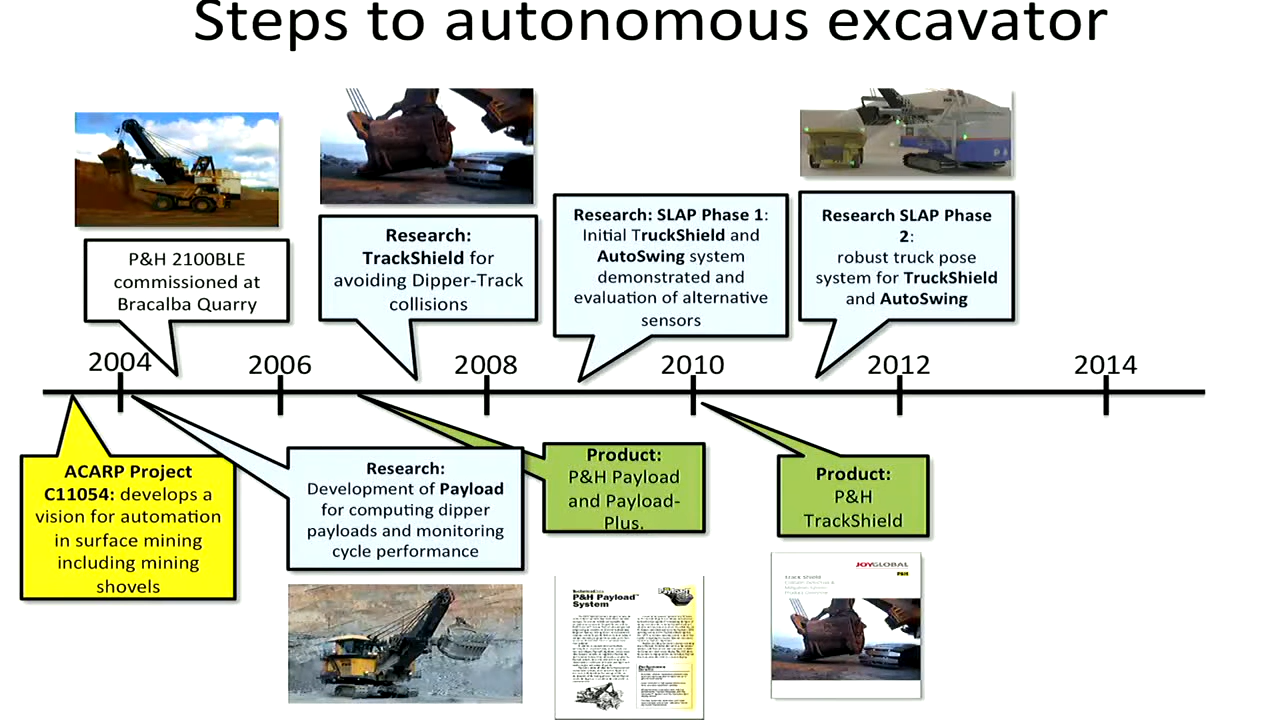 Steps to autonomous excavator
P&H 2100BLE
commissioned at
Bracalba Quarry
Research:
TrackShield for
avoiding Dipper-Track
collisions
Research: SLAP Phase 1:
Initial TruckShield and
AutoSwing system
demonstrated and
evaluation of alternative
sensors
Research SLAP Phase
2:
robust truck pose
system for TruckShield
and AutoSwing
2004
2006
2008
2010
2012
2014
ACARP Project
C11054: develops a
vision for automation
in surface mining
including mining
shovels
Research:
Development of Payload
for computing dipper
payloads and monitoring
cycle performance
Product:
P&H Payload
and Payload-
Plus.
Product:
P&H
TrackShield
P&H Payload™
System
JOYGLOBAL
P&H
Track Shield